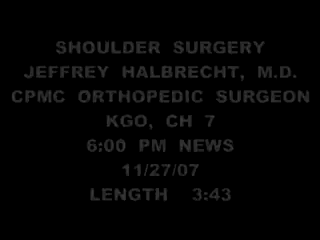 SHOULDER SURGERY
JEFFREY HALBRECHT, M.D.
CPMC ORTHOPEDIC SURGEON
KGO, CH 7
6:00 PM NEWS
11/27/07
LENGTH 3:43